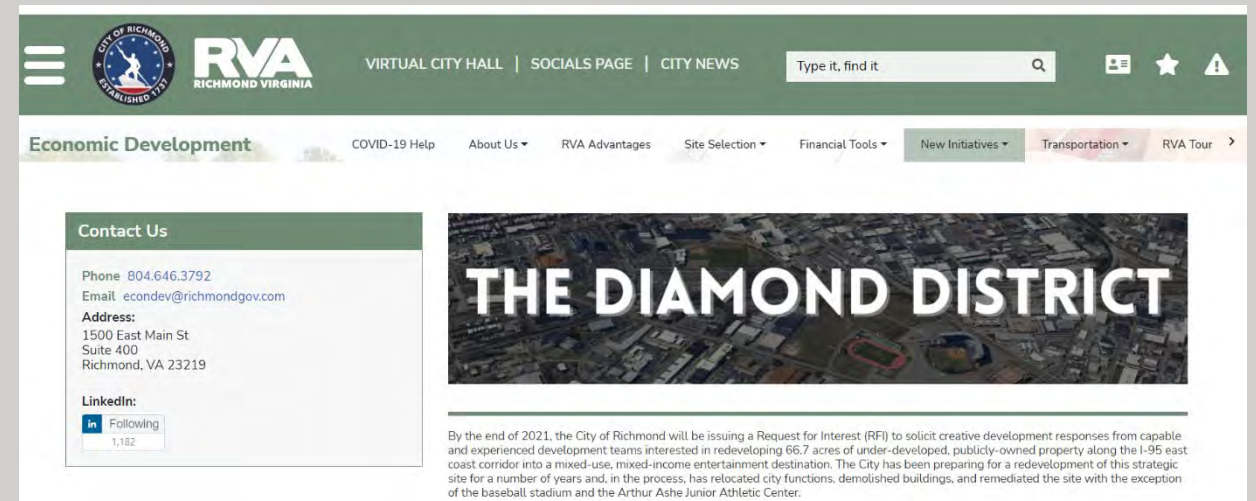 CITY OF RICHMOND
ESTABLISHED 1737
RVA
RICHMOND VIRGINIA
VIRTUAL CITY HALL | SOCIALS PAGE | CITY NEWS
Type it, find it
Economic Development
COVID-19 Help
About Us
RVA Advantages
Site Selection
Financial Tools
New Initiatives
Transportation
RVA Tour
Contact Us
Phone 804.646.3792
Email econdev@richmondgov.com
Address:
1500 East Main St
Suite 400
Richmond, VA 23219
LinkedIn:
in Following
1,182
THE DIAMOND DISTRICT
By the end of 2021, the City of Richmond will be issuing a Request for Interest (RFI) to solicit creative development responses from capable
and experienced development teams interested in redeveloping 66.7 acres of under-developed, publicly-owned property along the I-95 east
coast corridor into a mixed-use, mixed-income entertainment destination. The City has been preparing for a redevelopment of this strategic
site for a number of years and, in the process, has relocated city functions, demolished buildings, and remediated the site with the exception
of the baseball stadium and the Arthur Ashe Junior Athletic Center.